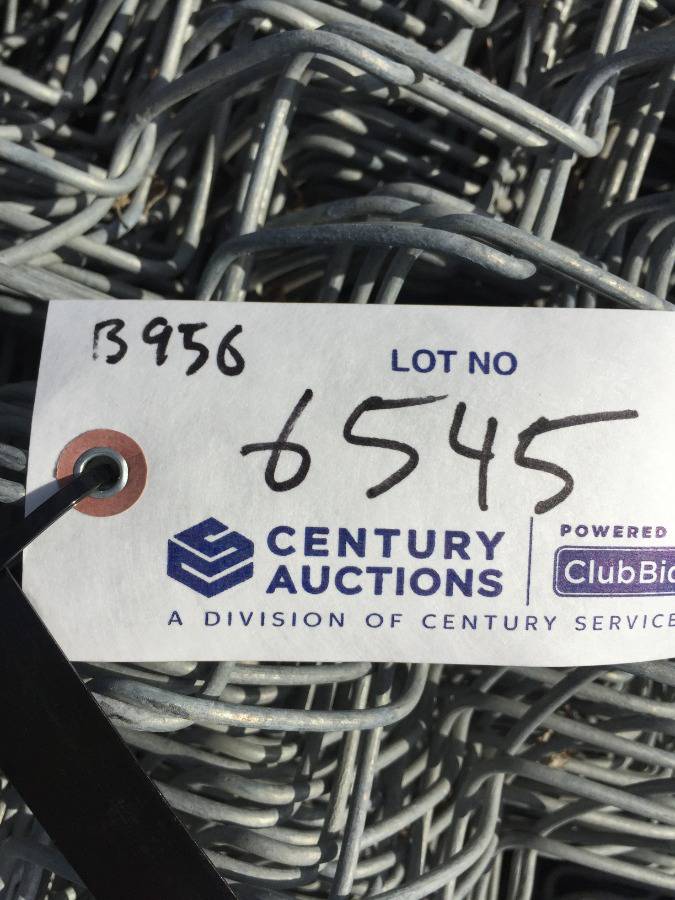 B956
LOT NO
6545
CENTURY
AUCTIONS
POWERED
ClubBid
A DIVISION OF CENTURY SERVICE